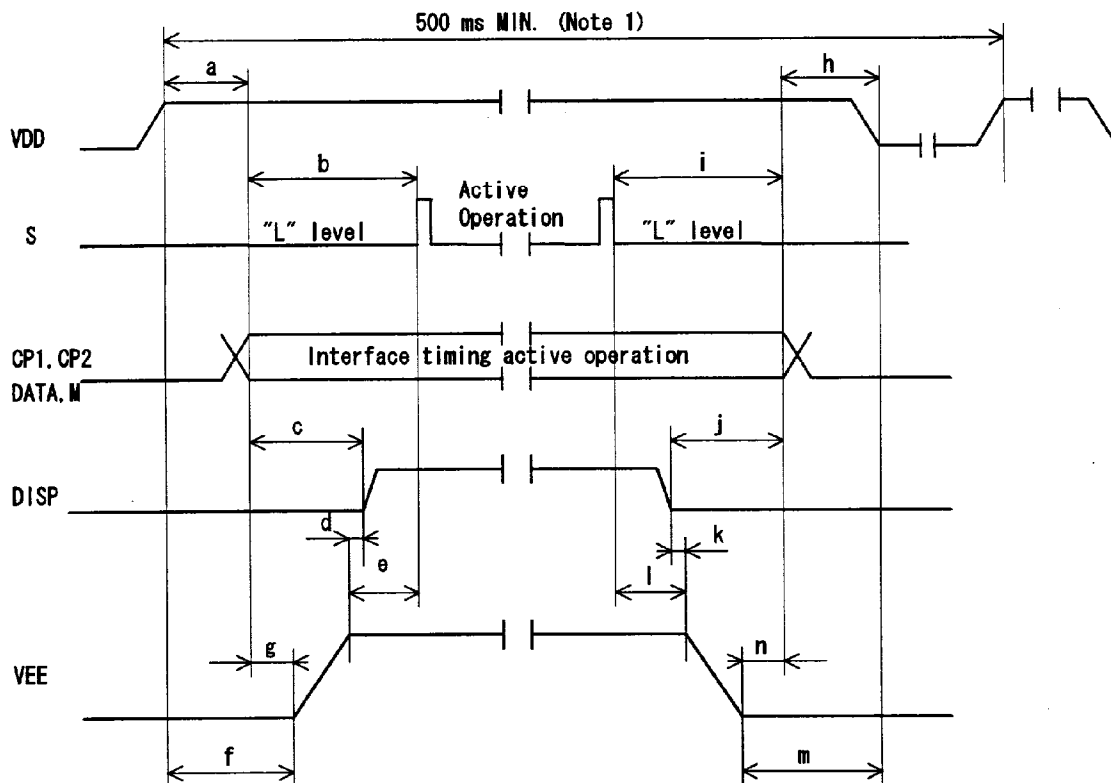 500 ms MIN. (Note 1)
a
h
VDD
b
i
Active
Operation
S
"L" level
"L" level
CP1. CP2
DATA. M
Interface timing active operation
c
j
DISP
d
k
e
l
g
n
VEE
f
m